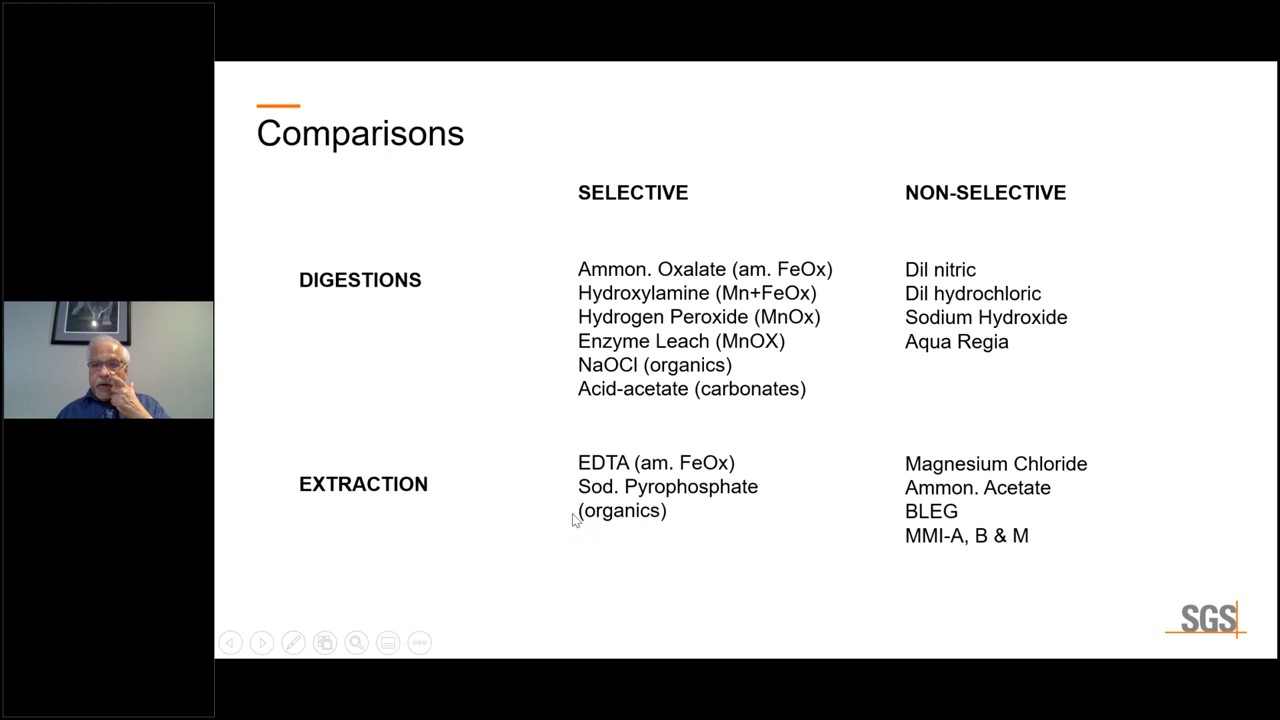 Comparisons
SELECTIVE
NON-SELECTIVE
DIGESTIONS
Ammon. Oxalate (am. FeOx)
Hydroxylamine (Mn+FeOx)
Hydrogen Peroxide (MnOx)
Enzyme Leach (MnOX)
NaOCl (organics)
Acid-acetate (carbonates)
Dil nitric
Dil hydrochloric
Sodium Hydroxide
Aqua Regia
EXTRACTION
EDTA (am. FeOx)
Sod. Pyrophosphate
(organics)
Magnesium Chloride
Ammon. Acetate
BLEG
MMI-A, B & M
SGS